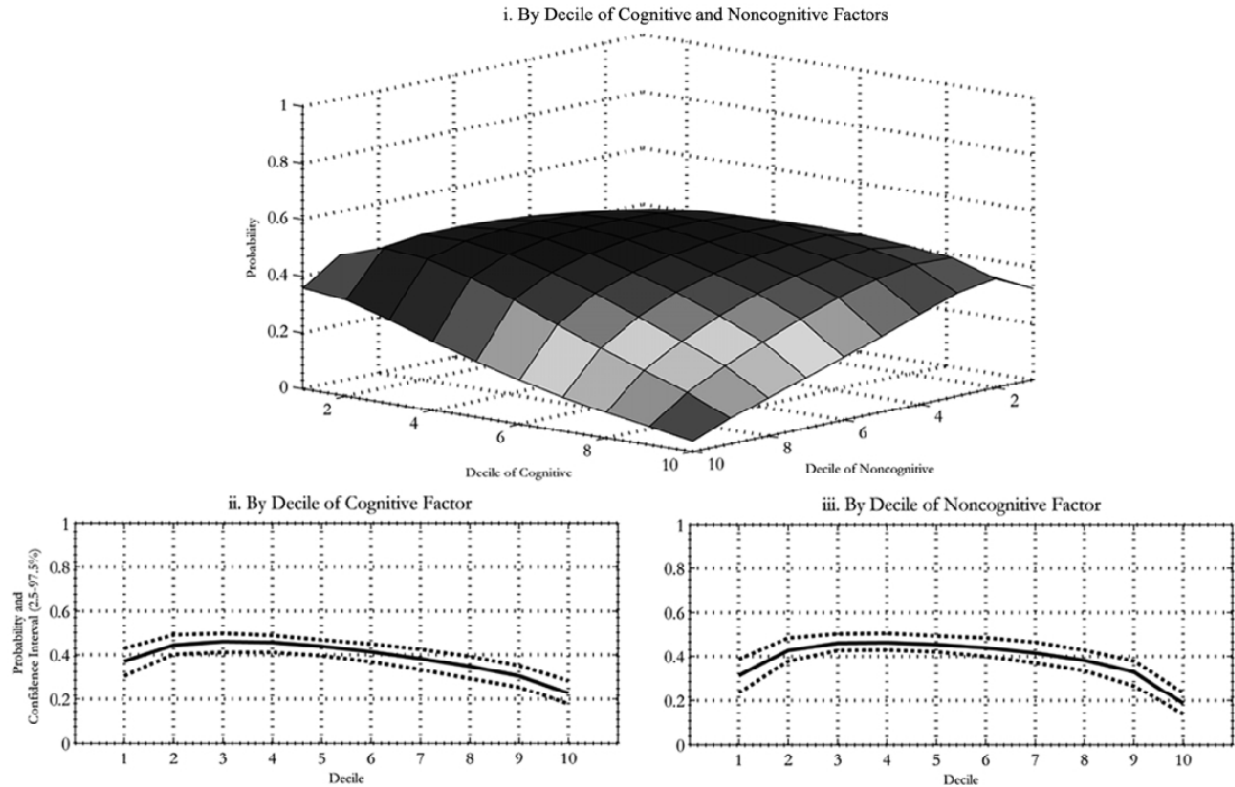 i. By Decile of Cognitive and Noncognitive Factors
1
0.8
0.6
0.4
0.2
0
Probability
2
4
6
8
10
Decile of Cognitive
10
8
6
4
2
Decile of Noncognitive
ii. By Decile of Cognitive Factor
Probability and
Confidence Interval (2.5-97.5%)
1
0.8
0.6
0.4
0.2
0
1 2 3 4 5 6 7 8 9 10
Decile
iii. By Decile of Noncognitive Factor
1
0.8
0.6
0.4
0.2
0
1 2 3 4 5 6 7 8 9 10
Decile